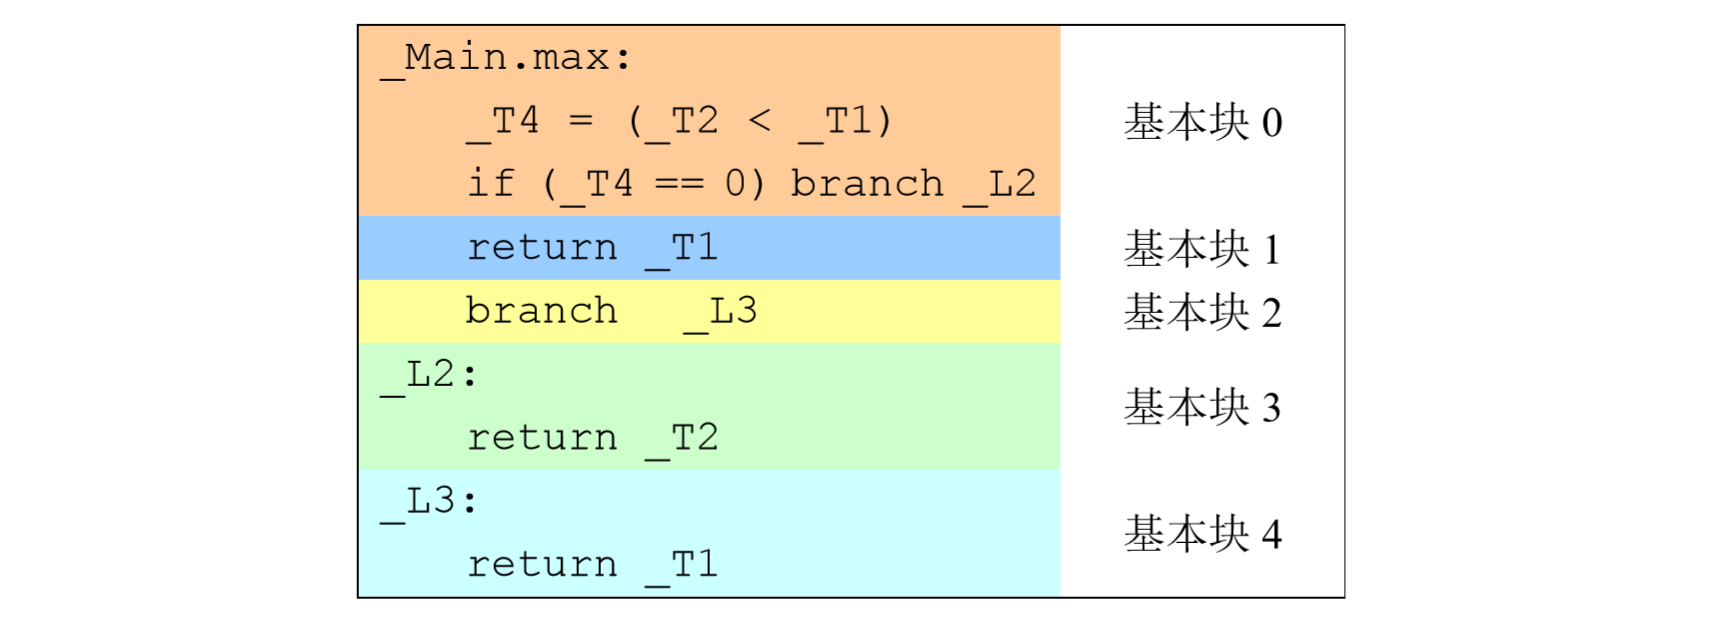 _Main.max:
_T4 = (_T2 < _T1)
基本块 0
if (_T4 == 0) branch _L2
return _T1
基本块 1
branch _L3
基本块 2
_L2:
基本块 3
return _T2
_L3:
基本块 4
return _T1